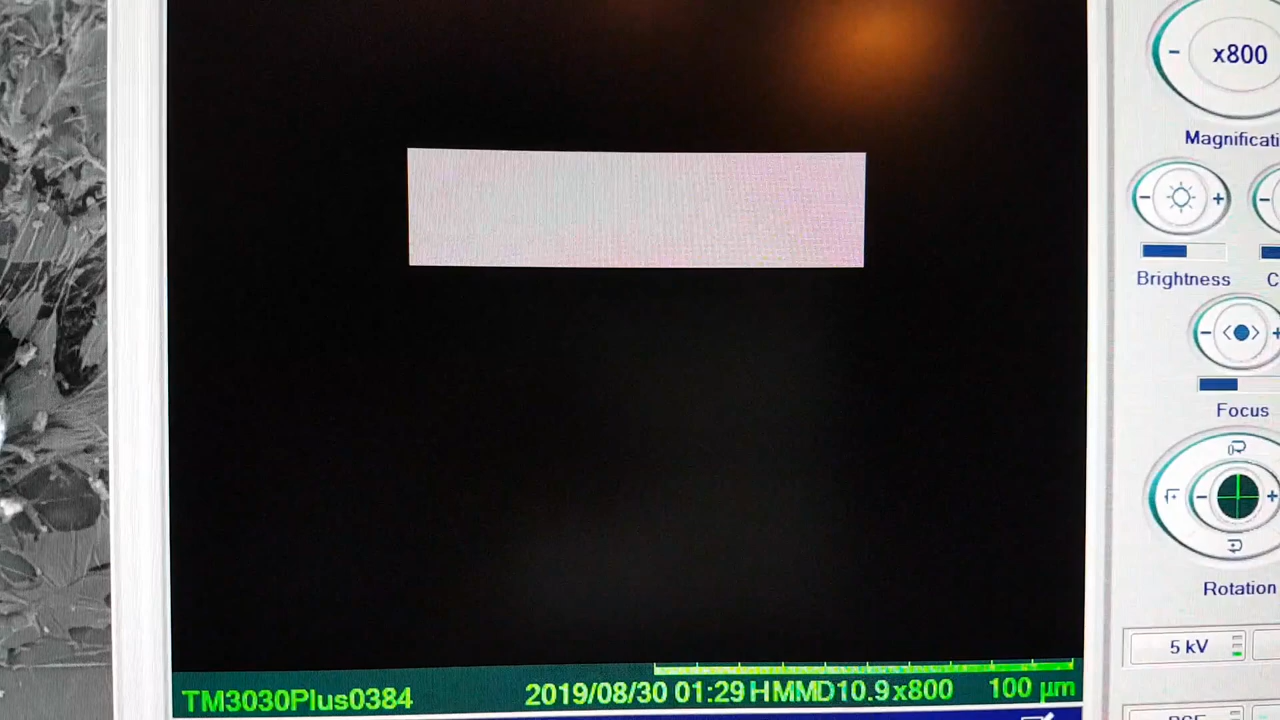 x800
Magnificati
Brightness
C
Focus
Rotation
5 kV
TM3030Plus0384 2019/08/30 01:29 HMMD10.9x800 100 µm